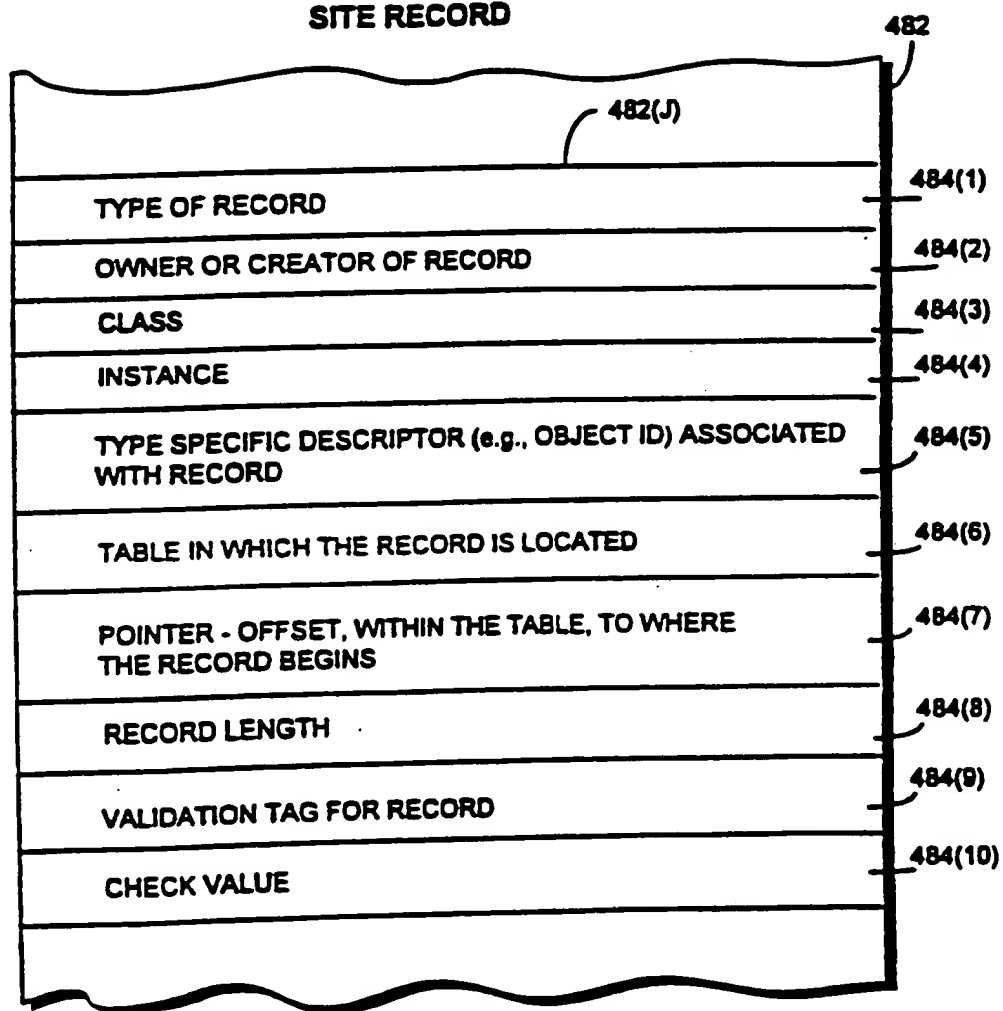 SITE RECORD
482
482(J)
TYPE OF RECORD
484(1)
OWNER OR CREATOR OF RECORD
484(2)
CLASS
484(3)
INSTANCE
484(4)
TYPE SPECIFIC DESCRIPTOR (e.g., OBJECT ID) ASSOCIATED
WITH RECORD
484(5)
TABLE IN WHICH THE RECORD IS LOCATED
484(6)
POINTER - OFFSET, WITHIN THE TABLE, TO WHERE
THE RECORD BEGINS
484(7)
RECORD LENGTH
484(8)
VALIDATION TAG FOR RECORD
484(9)
CHECK VALUE
484(10)